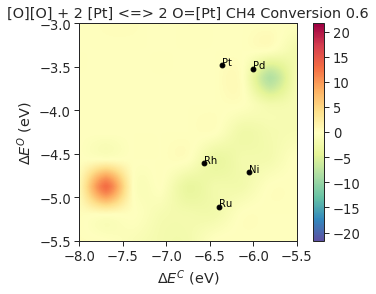 [O][O] + 2 [Pt] <=> 2 O=[Pt] CH4 Conversion 0.6
−3.0
−3.5
−4.0
−4.5
−5.0
−5.5
ΔE^O (eV)
Pt
Pd
Rh
Ni
Ru
−8.0 −7.5 −7.0 −6.5 −6.0 −5.5
ΔE^C (eV)
20
15
10
5
0
−5
−10
−15
−20